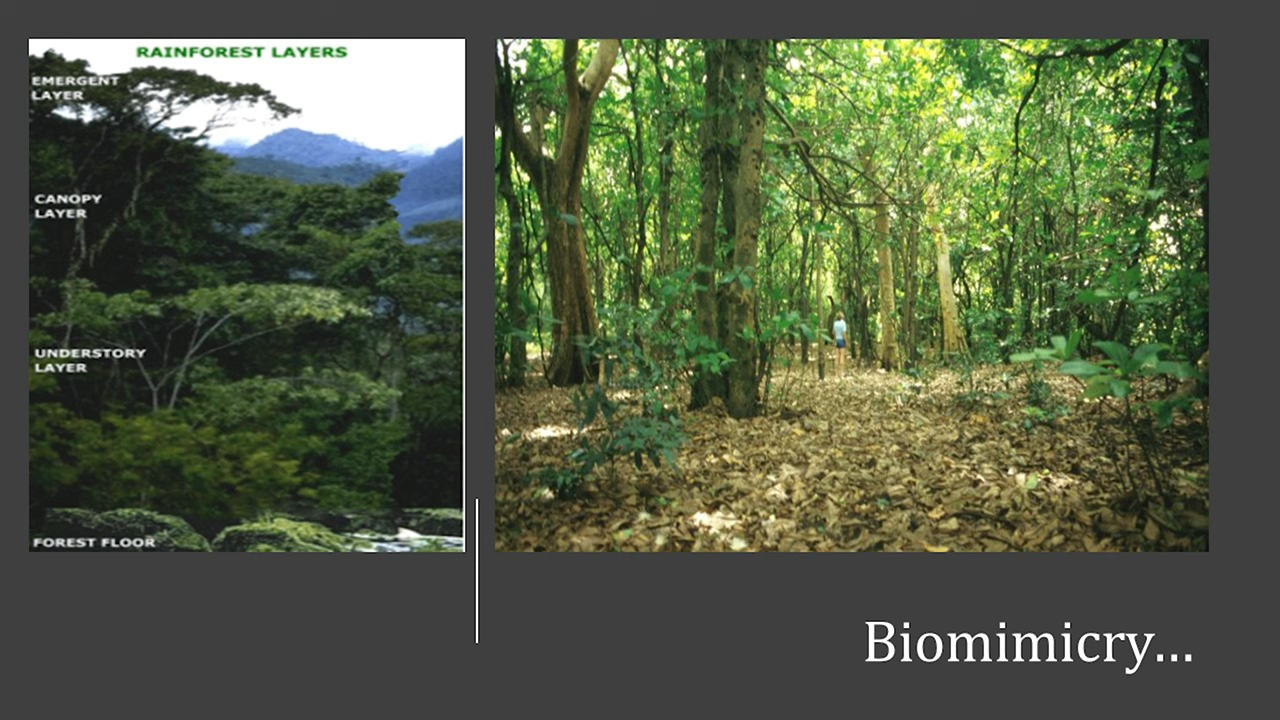 RAINFOREST LAYERS
EMERGENT
LAYER
CANOPY
LAYER
UNDERSTORY
LAYER
FOREST FLOOR
Biomimicry...